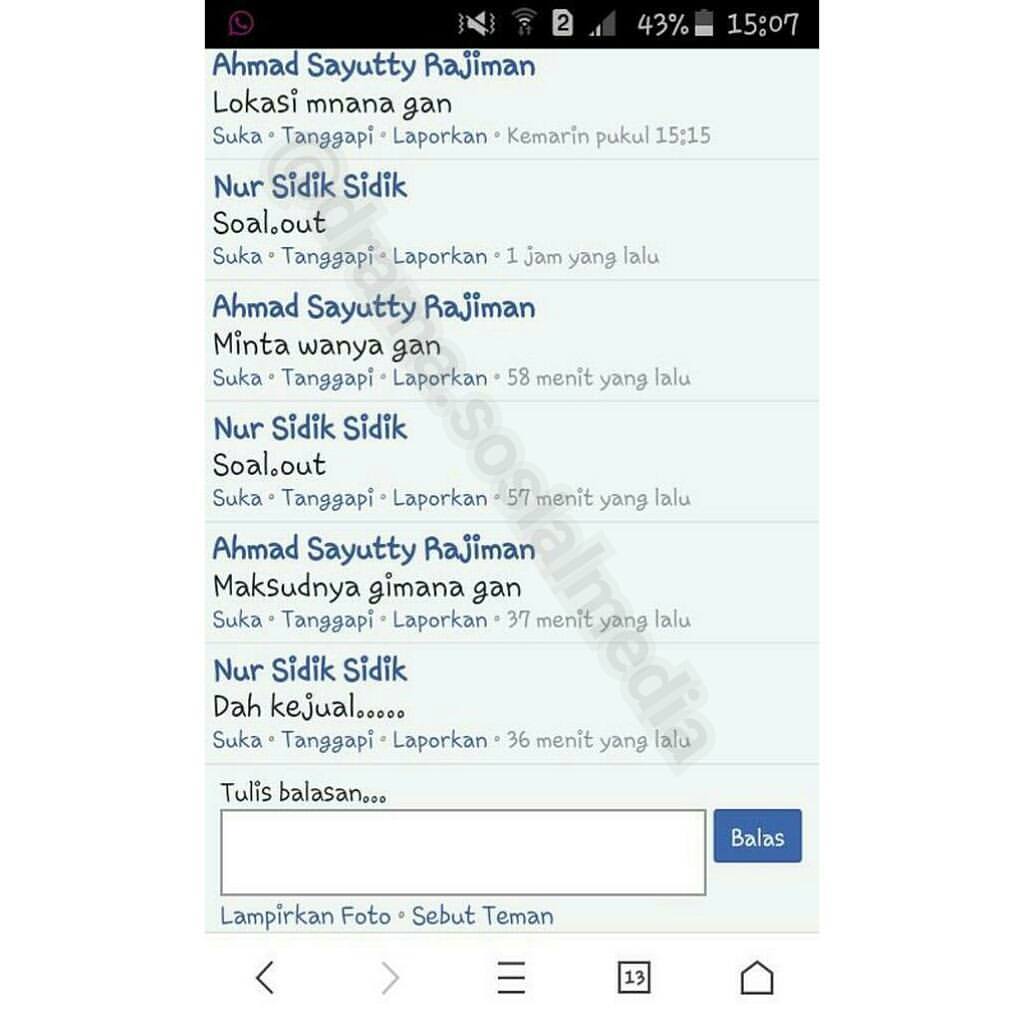 2 43% 15:07
Ahmad Sayutty Rajiman
Lokasi mnana gan
Suka · Tanggapi · Laporkan · Kemarin pukul 15:15
Nur Sidik Sidik
Soal.out
Suka · Tanggapi · Laporkan · 1 jam yang lalu
Ahmad Sayutty Rajiman
Minta wanya gan
Suka · Tanggapi · Laporkan · 58 menit yang lalu
Nur Sidik Sidik
Soal.out
Suka · Tanggapi · Laporkan · 57 menit yang lalu
Ahmad Sayutty Rajiman
Maksudnya gimana gan
Suka · Tanggapi · Laporkan · 37 menit yang lalu
Nur Sidik Sidik
Dah kejual.....
Suka · Tanggapi · Laporkan · 36 menit yang lalu
Tulis balasan...
Balas
Lampirkan Foto · Sebut Teman
13
@drama.sosialmedia